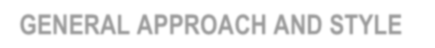 GENERAL APPROACH AND STYLE